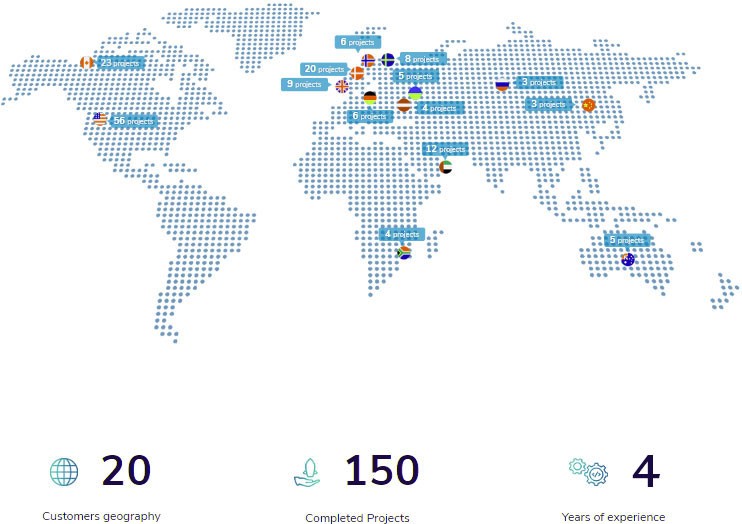 6 projects
8 projects
23 projects
20 projects
5 projects
9 projects
3 projects
3 projects
4 projects
6 projects
56 projects
12 projects
4 projects
5 projects
20
150
4
Customers geography
Completed Projects
Years of experience